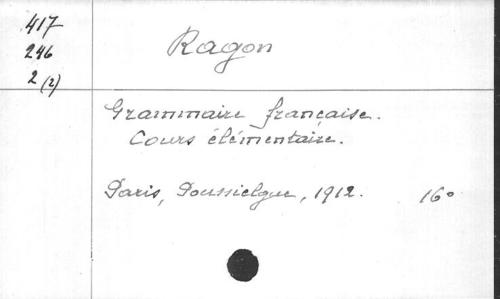 417
246
2 (2)
Ragon
Grammaire française.
Cours élémentaire.
Paris, Poussielgue, 1912. 16°